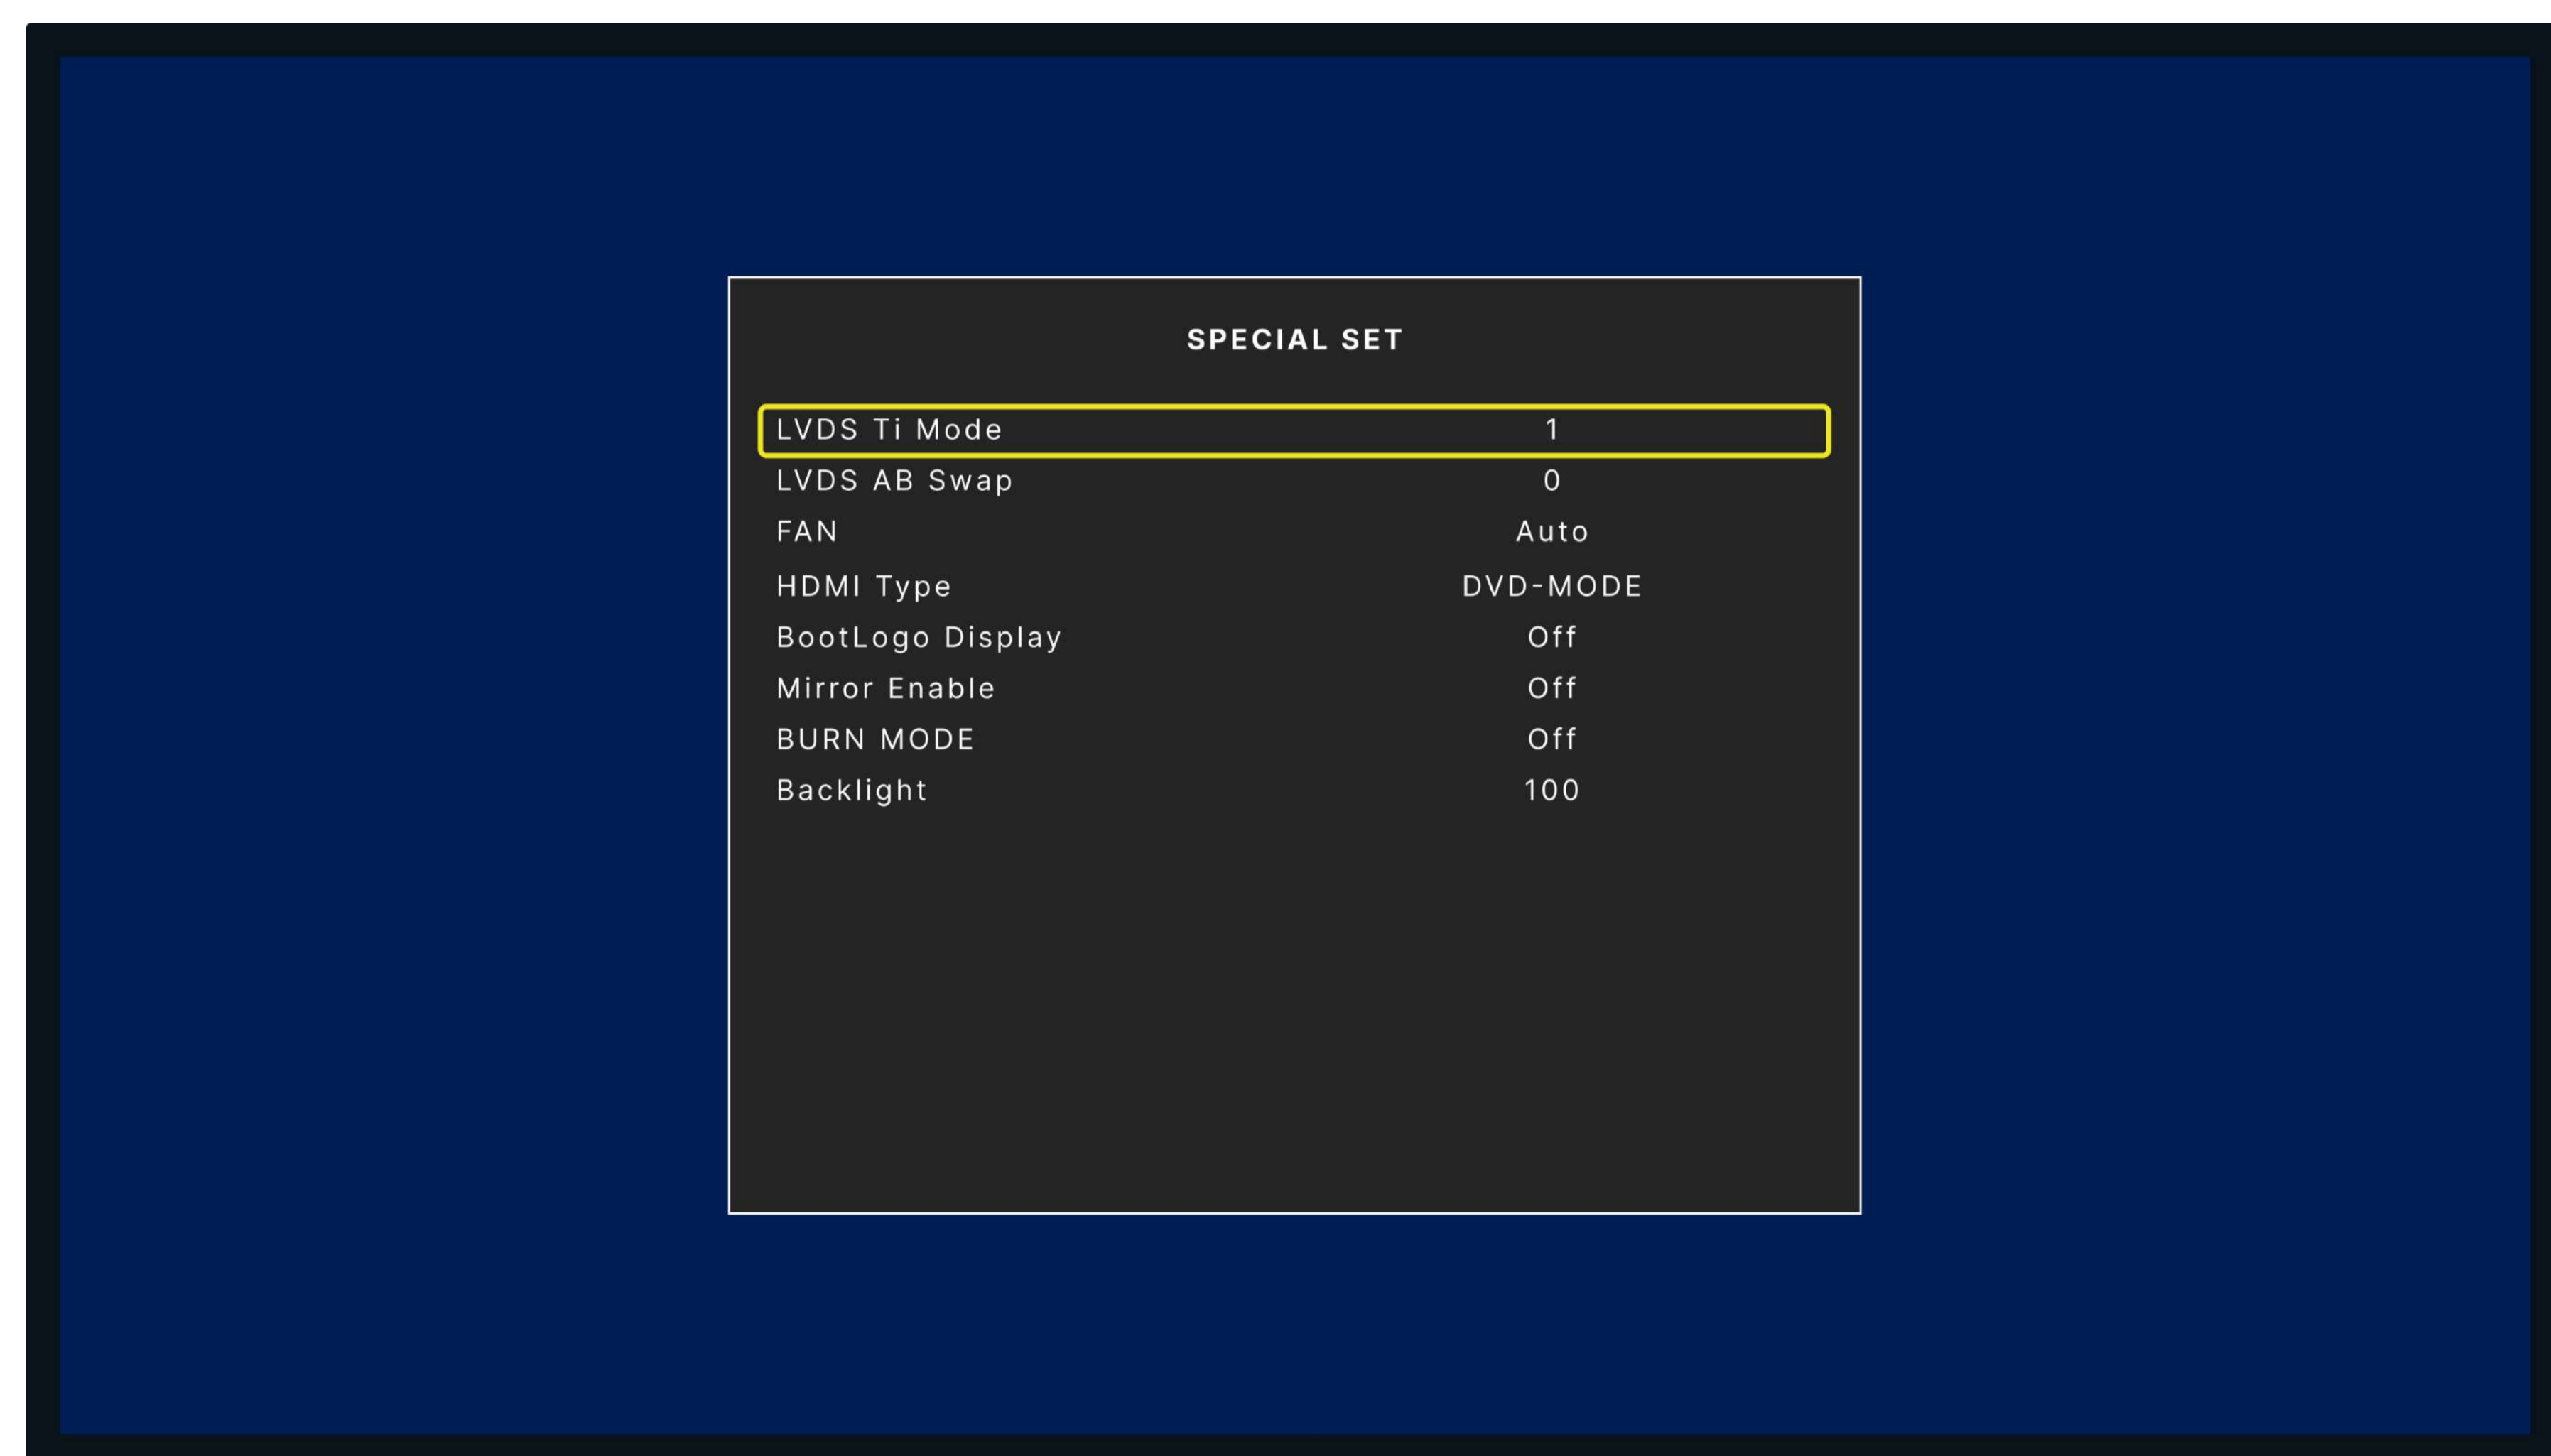 SPECIAL SET
LVDS Ti Mode 1
LVDS AB Swap 0
FAN Auto
HDMI Type DVD-MODE
BootLogo Display Off
Mirror Enable Off
BURN MODE Off
Backlight 100